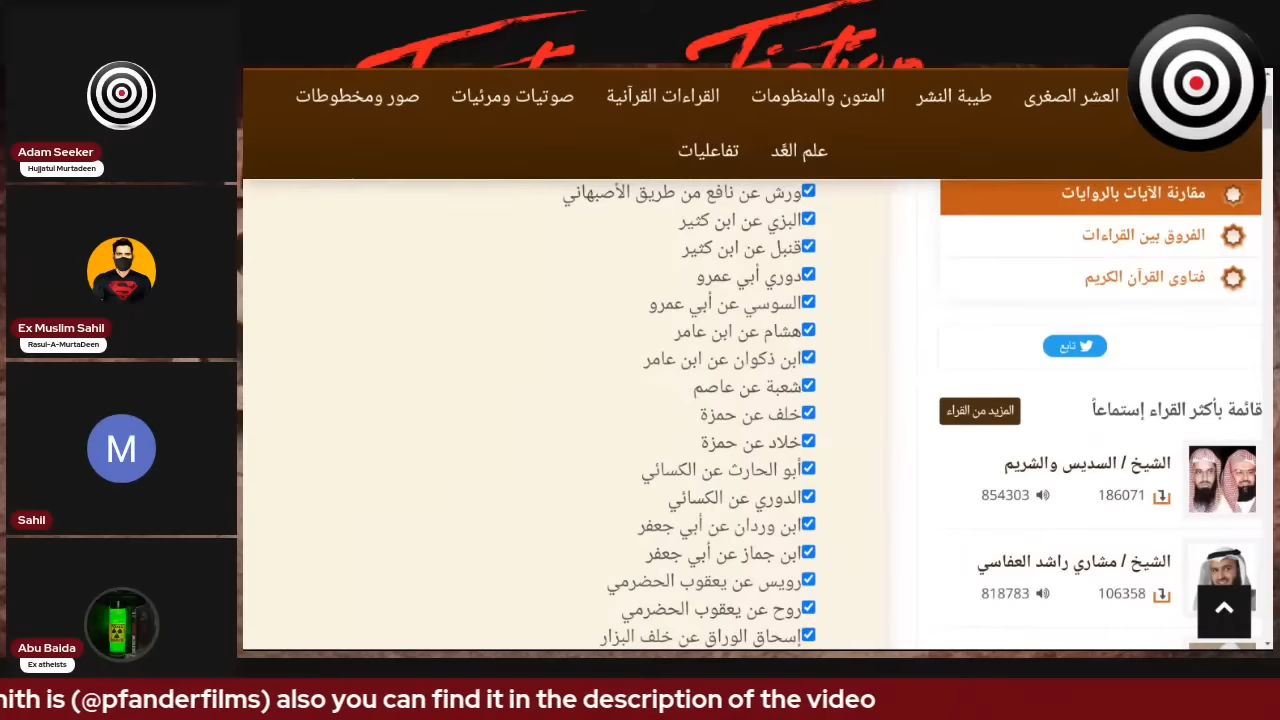 Adam Seeker
Hujjatul Murtadeen
Ex Muslim Sahil
Rasul-A-MurtaDeen
M
Sahil
Abu Baida
Ex atheists
العشر الصغرى
طيبة النشر
المتون والمنظومات
القراءات القرآنية
صوتيات ومرئيات
صور ومخطوطات
علم العَد
تفاعليات
ورش عن نافع من طريق الأصبهاني
البزي عن ابن كثير
قنبل عن ابن كثير
دوري أبي عمرو
السوسي عن أبي عمرو
هشام عن ابن عامر
ابن ذكوان عن ابن عامر
شعبة عن عاصم
خلف عن حمزة
خلاد عن حمزة
أبو الحارث عن الكسائي
الدوري عن الكسائي
ابن وردان عن أبي جعفر
ابن جماز عن أبي جعفر
رويس عن يعقوب الحضرمي
روح عن يعقوب الحضرمي
إسحاق الوراق عن خلف البزار
مقارنة الآيات بالروايات
الفروق بين القراءات
فتاوى القرآن الكريم
تابع
قائمة بأكثر القراء إستماعاً
المزيد من القراء
الشيخ / السديس والشريم
186071 854303
الشيخ / مشاري راشد العفاسي
106358 818783
is (@pfanderfilms) also you can find it in the description of the video